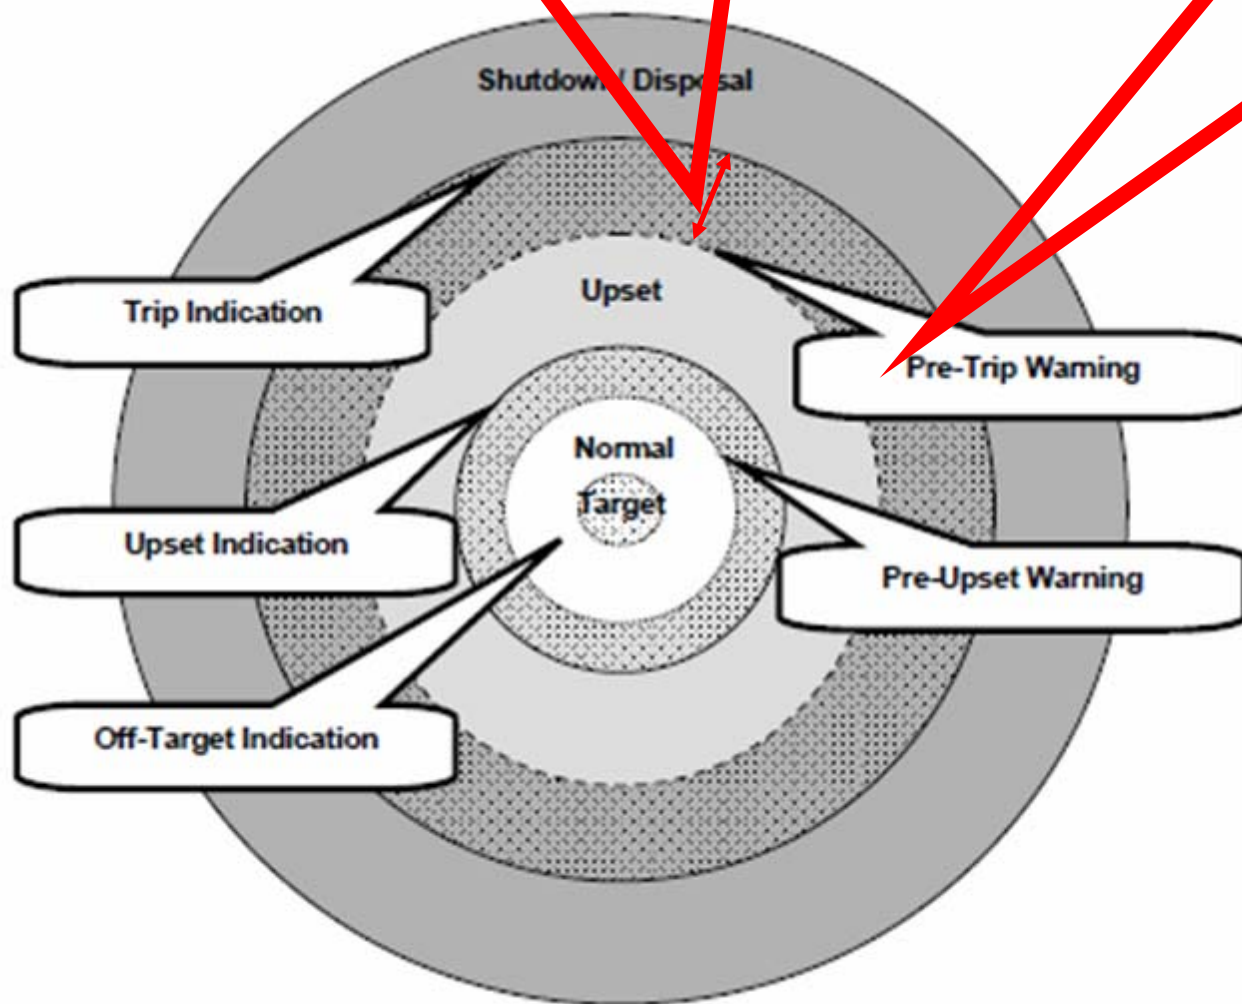 Shutdown / Disposal
Upset
Trip Indication
Pre-Trip Warning
Normal
Target
Upset Indication
Pre-Upset Warning
Off-Target Indication